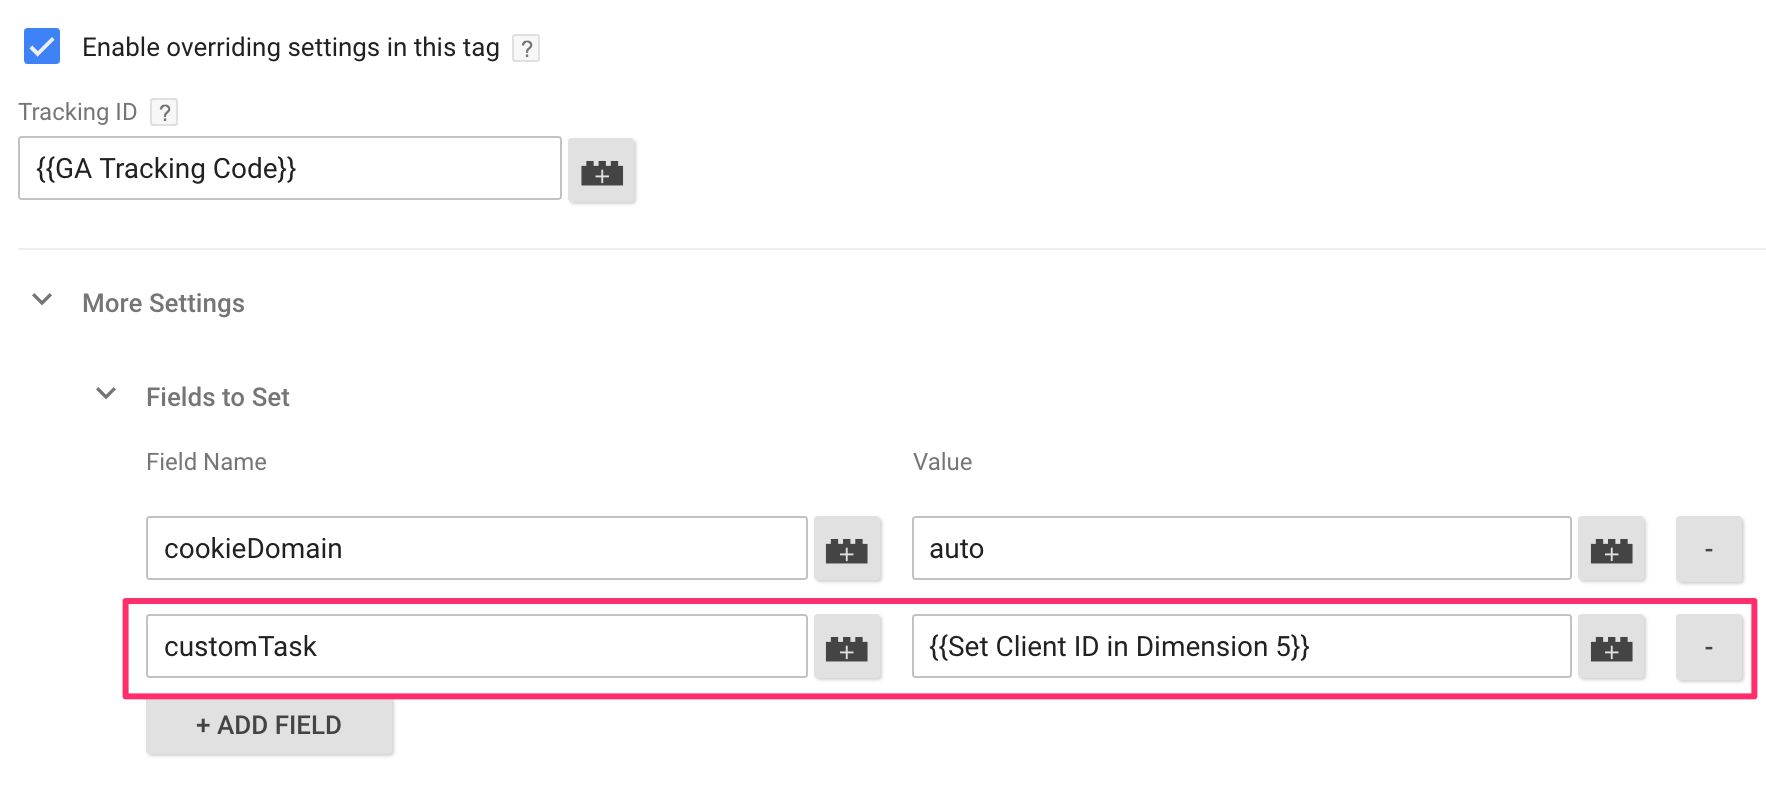 Enable overriding settings in this tag ?
Tracking ID ?
{{GA Tracking Code}}
More Settings
Fields to Set
Field Name Value
cookieDomain auto -
customTask {{Set Client ID in Dimension 5}} -
+ ADD FIELD